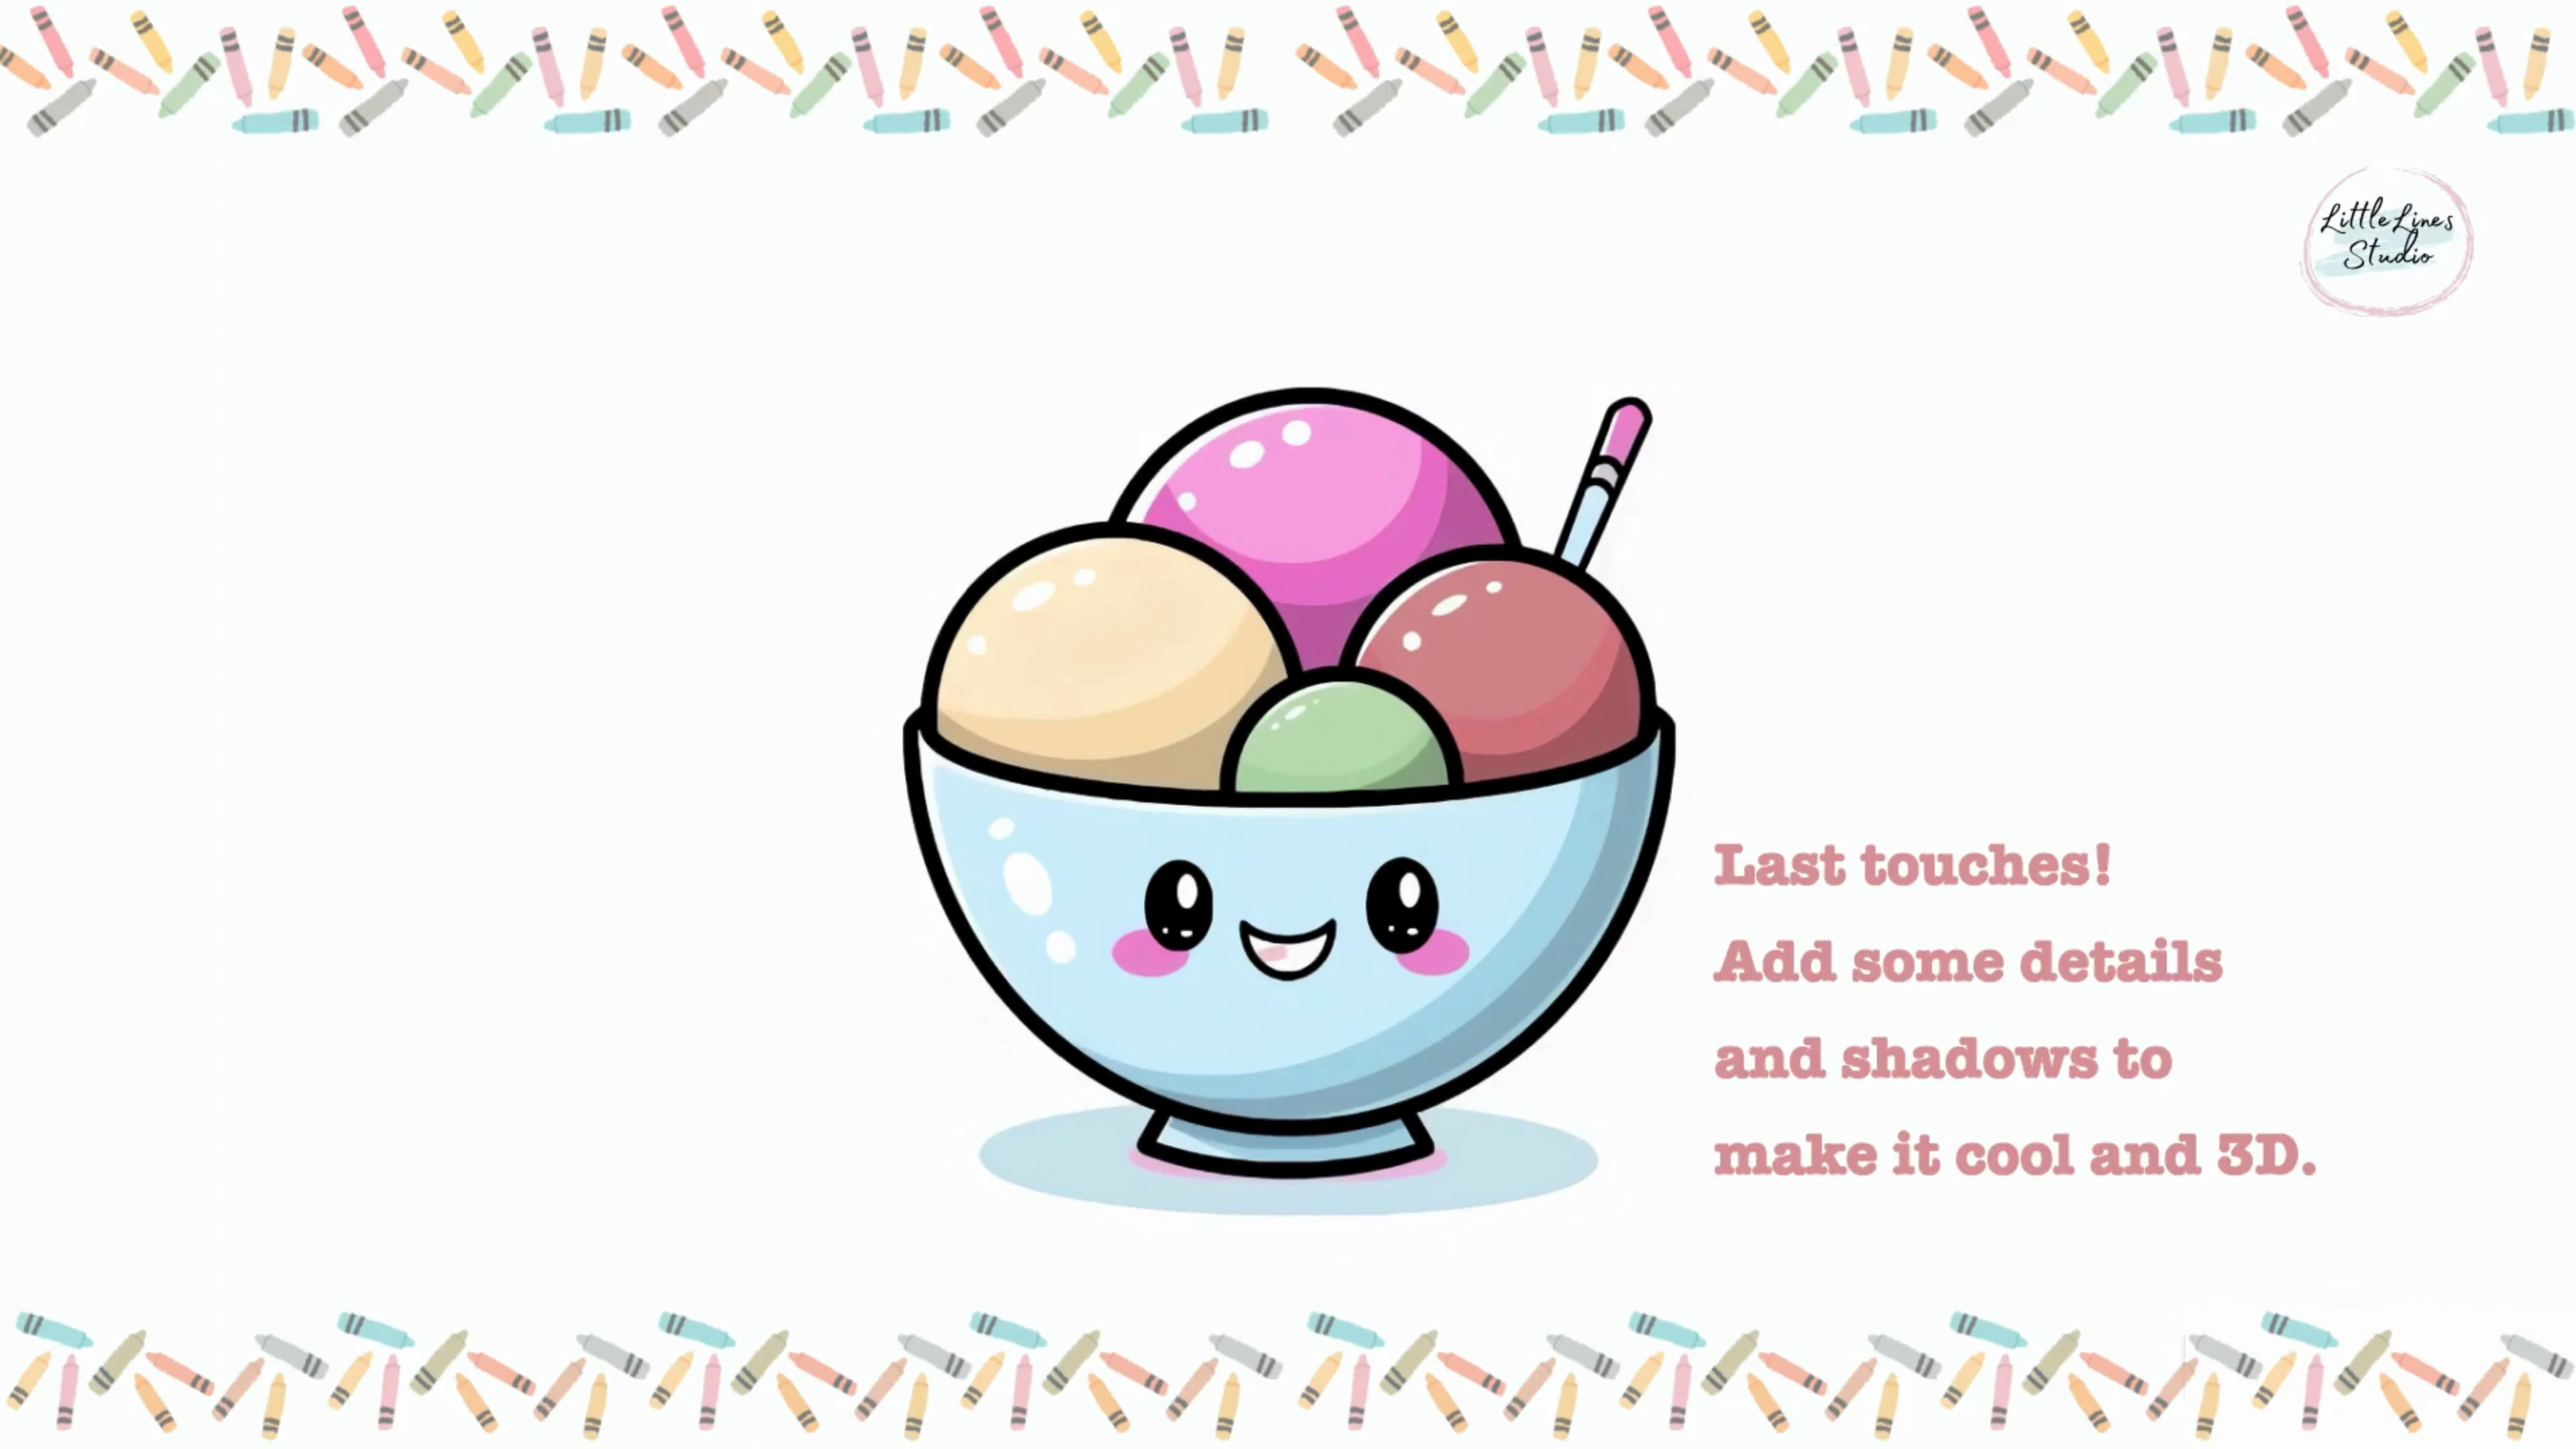 Little Lines
Studio
Last touches!
Add some details
and shadows to
make it cool and 3D.